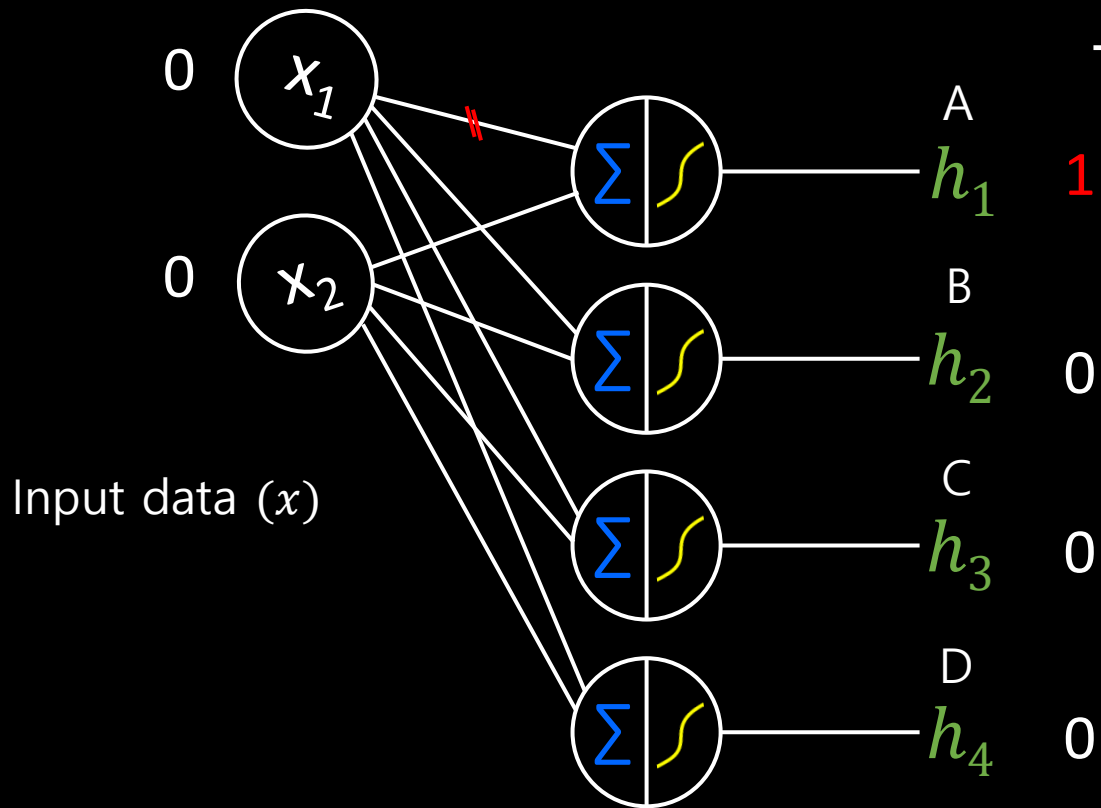 0 x₁
A
Σ h₁ 1
0 x₂
B
Σ h₂ 0
Input data (x)
C
Σ h₃ 0
D
Σ h₄ 0